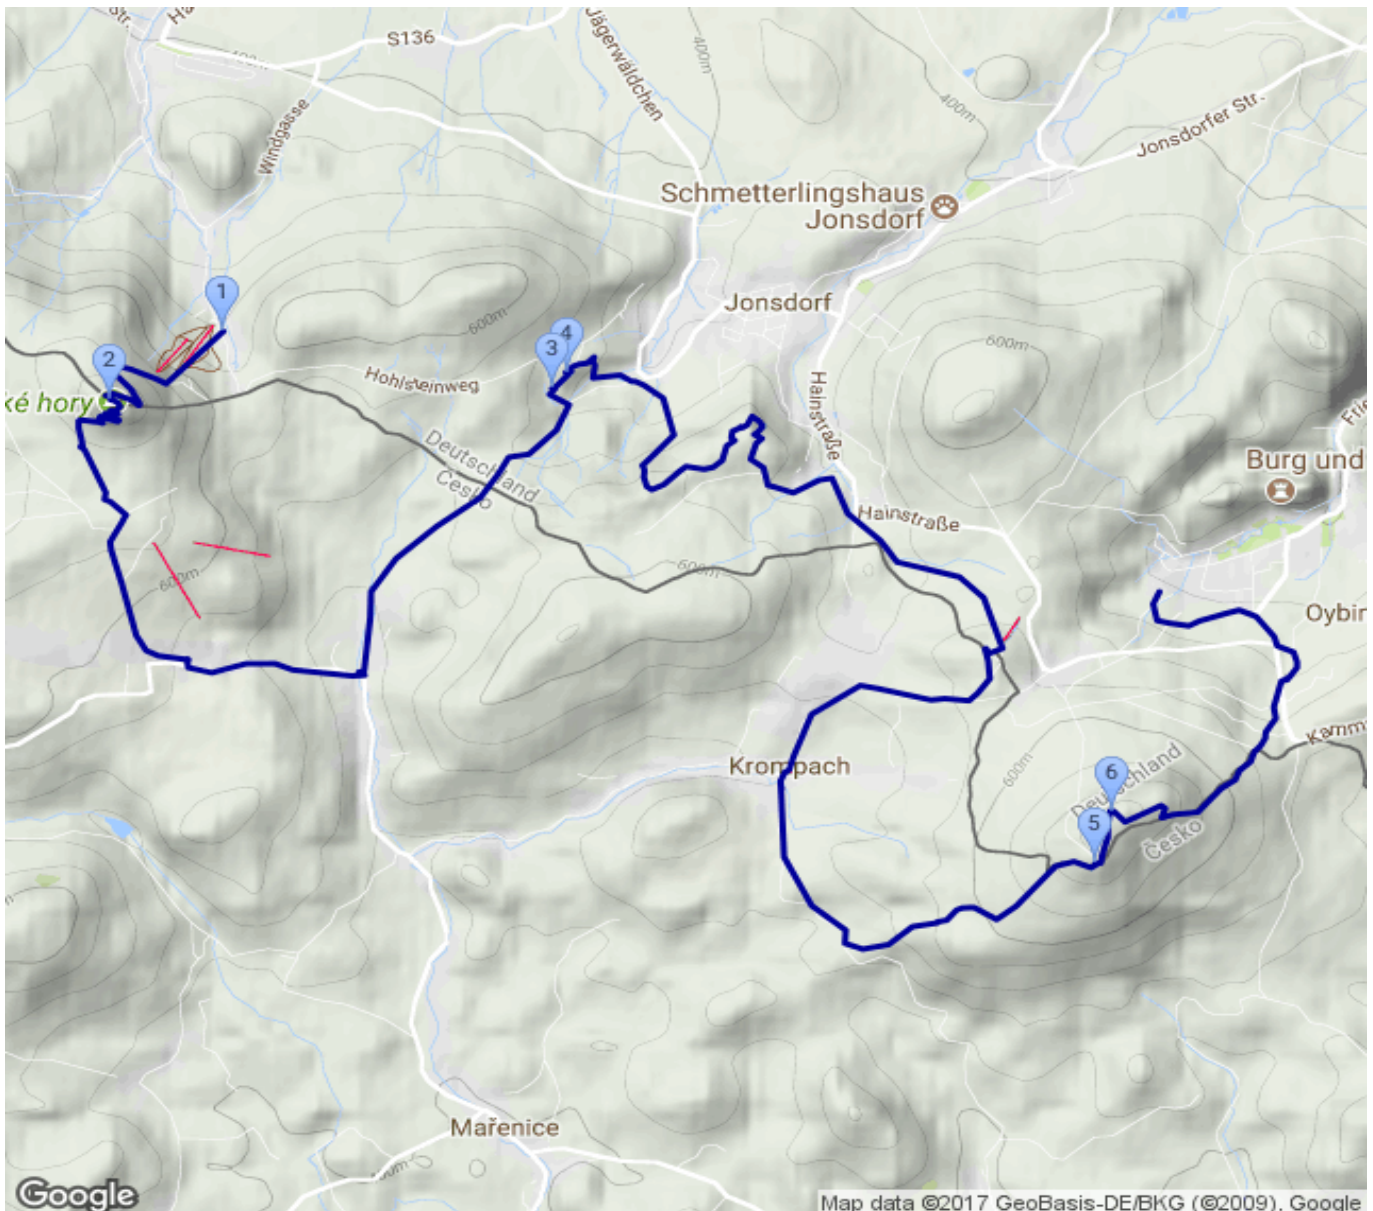 Str.
S136
400m
Jägerwäldchen
400m
400m
Windgasse
Jonsdorfer Str.
Schmetterlingshaus
Jonsdorf
1
600m
Jonsdorf
2
3
4
600m
Hohlsteinweg
ké hory
Hainstraße
Deutschland
Česko
Burg und
Hainstraße
600m
600m
Oybin
Krompach
600m
Deutschland
Česko
6
5
Mařenice
Google
Map data ©2017 GeoBasis-DE/BKG (©2009), Google